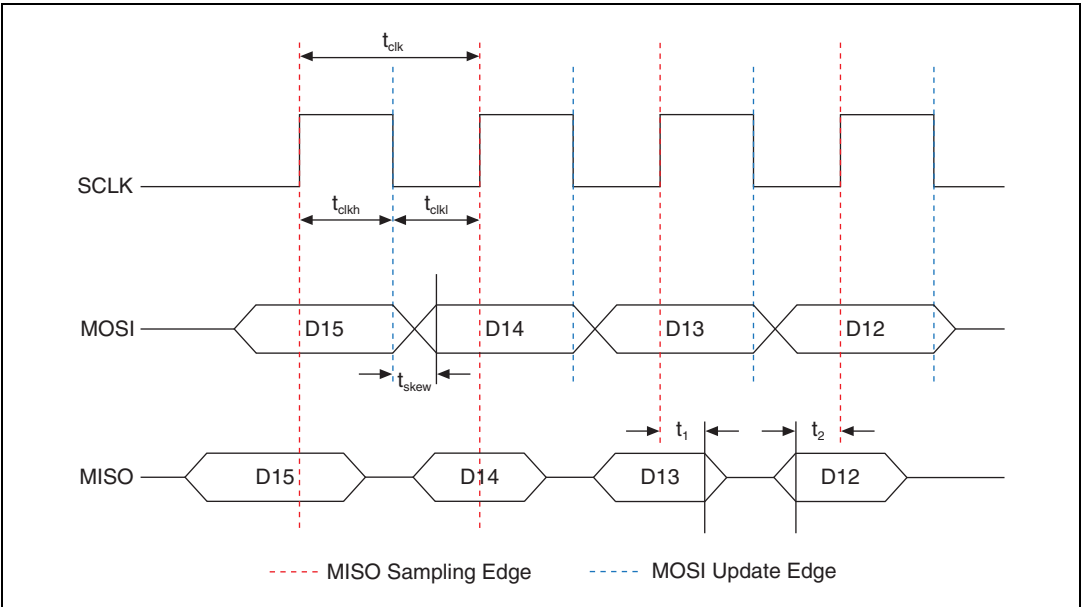 t_clk
SCLK
t_clkh t_clkl
MOSI D15 D14 D13 D12
t_skew
t_1 t_2
MISO D15 D14 D13 D12
MISO Sampling Edge MOSI Update Edge